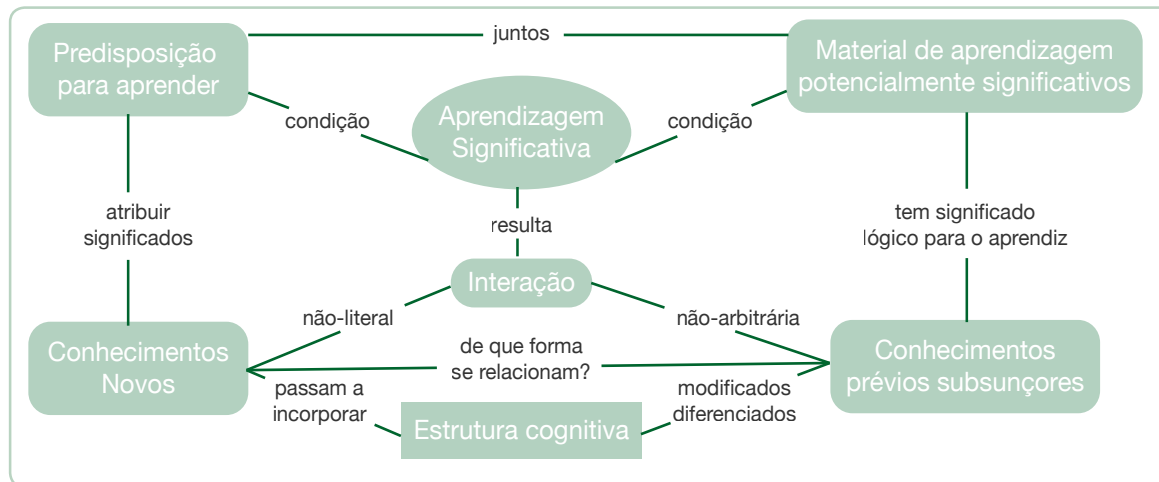 juntos
Predisposição
para aprender
Material de aprendizagem
potencialmente significativos
condição
Aprendizagem
Significativa
condição
atribuir
significados
resulta
tem significado
lógico para o aprendiz
Interação
não-literal
não-arbitrária
Conhecimentos
Novos
de que forma
se relacionam?
Conhecimentos
prévios subsunçores
passam a
incorporar
modificados
diferenciados
Estrutura cognitiva